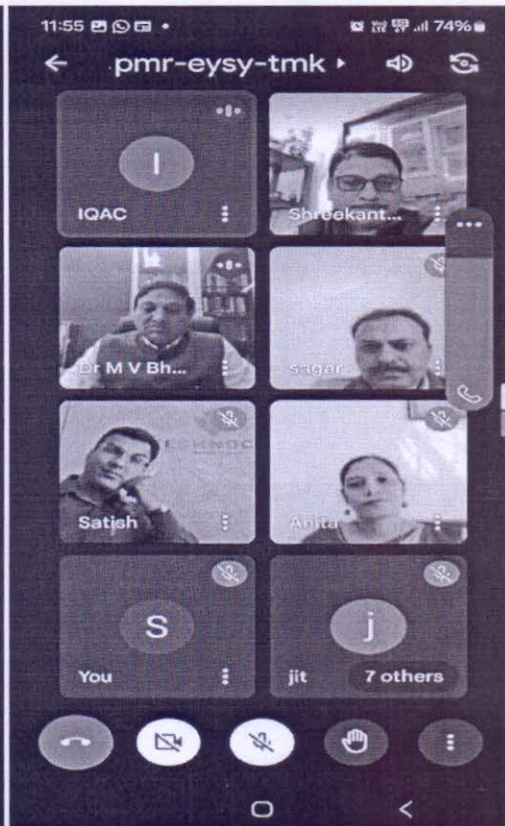 11:55 74%
pmr-eysy-tmk
I
IQAC
Shreekant...
Dr M V Bh...
sagar
Satish
Anita
S
You
j
jit 7 others